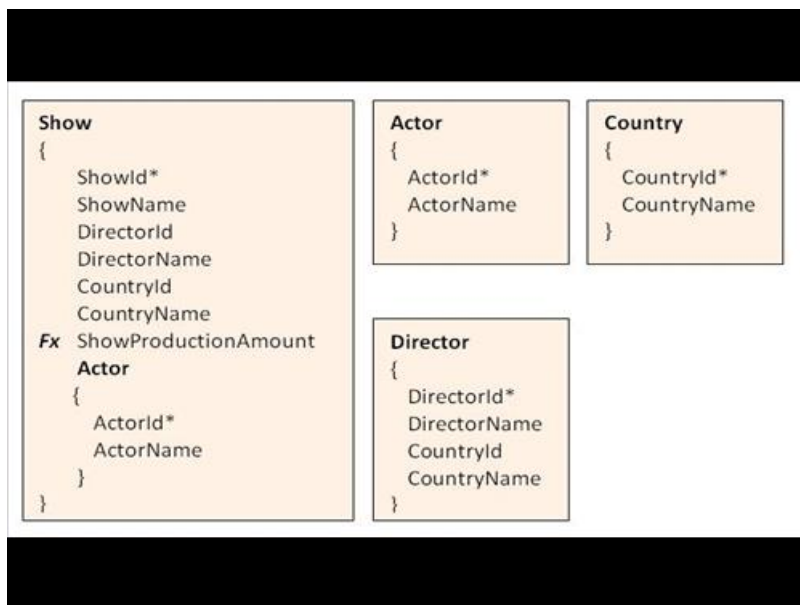 Show
{
ShowId*
ShowName
DirectorId
DirectorName
CountryId
CountryName
Fx ShowProductionAmount
Actor
{
ActorId*
ActorName
}
}
Actor
{
ActorId*
ActorName
}
Country
{
CountryId*
CountryName
}
Director
{
DirectorId*
DirectorName
CountryId
CountryName
}